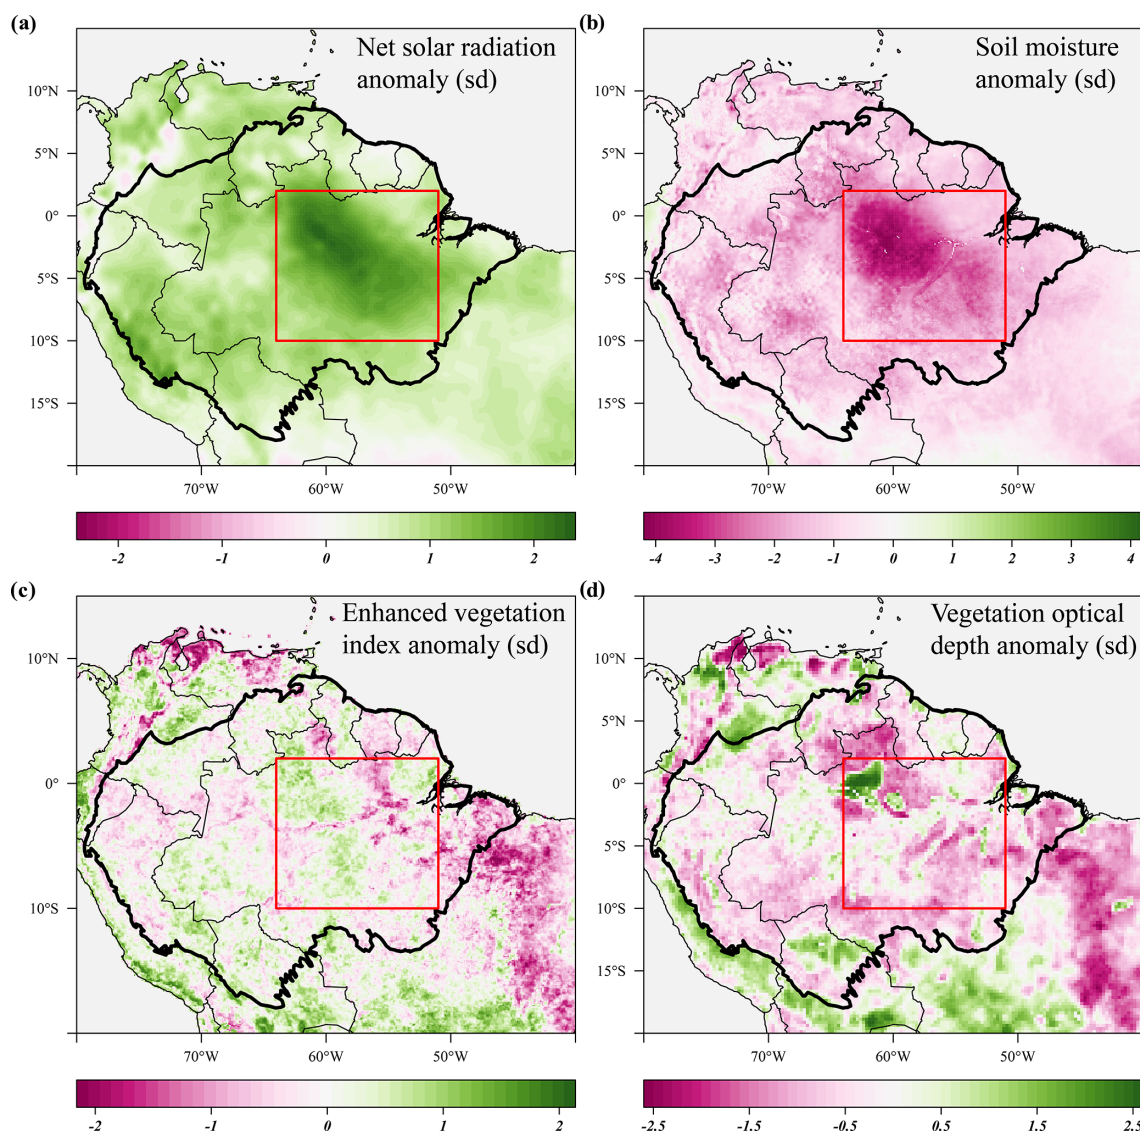 (a)
Net solar radiation
anomaly (sd)
10°N
5°N
0°
5°S
10°S
15°S
70°W
60°W
50°W
-2
-1
0
1
2
(b)
Soil moisture
anomaly (sd)
10°N
5°N
0°
5°S
10°S
15°S
70°W
60°W
50°W
-4
-3
-2
-1
0
1
2
3
4
(c)
Enhanced vegetation
index anomaly (sd)
10°N
5°N
0°
5°S
10°S
70°W
60°W
50°W
-2
-1
0
1
2
(d)
Vegetation optical
depth anomaly (sd)
10°N
5°N
0°
5°S
10°S
15°S
70°W
60°W
50°W
-2.5
-1.5
-0.5
0.5
1.5
2.5